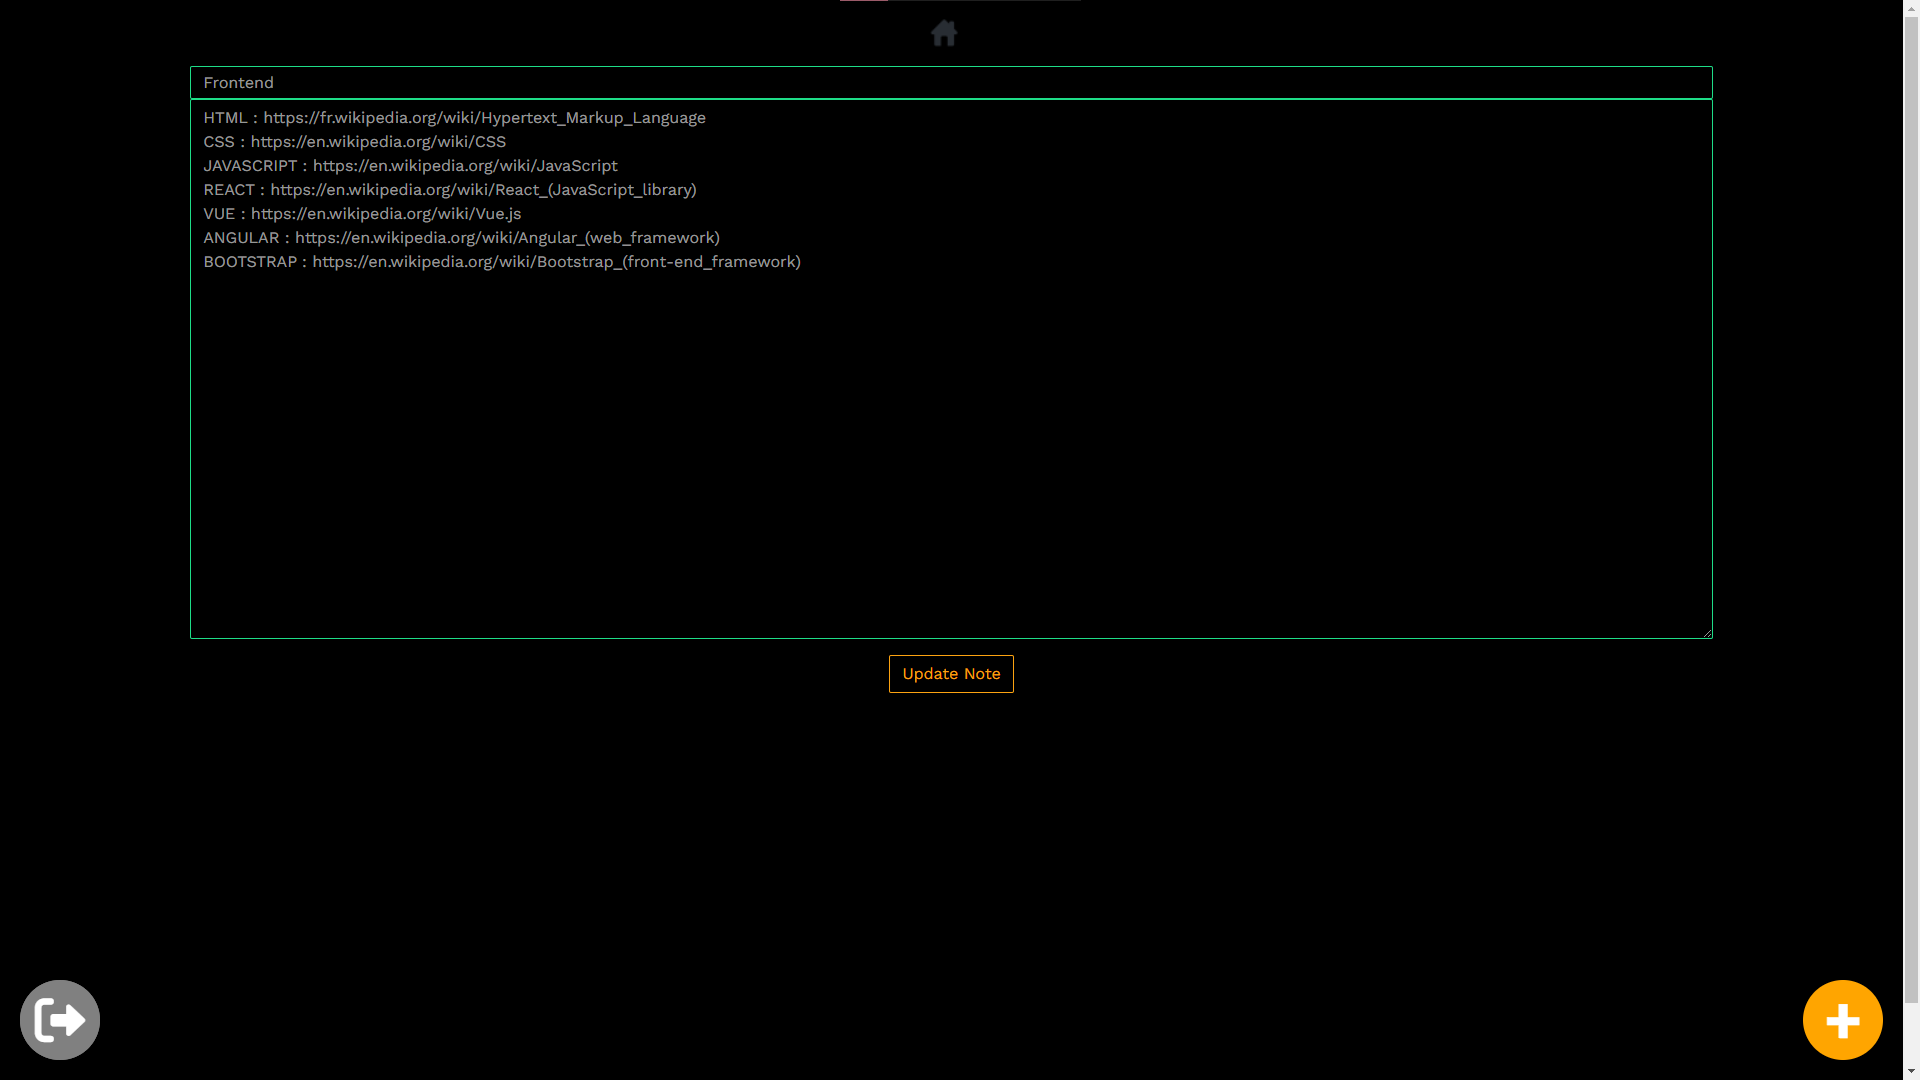 Frontend
HTML : https://fr.wikipedia.org/wiki/Hypertext_Markup_Language
CSS : https://en.wikipedia.org/wiki/CSS
JAVASCRIPT : https://en.wikipedia.org/wiki/JavaScript
REACT : https://en.wikipedia.org/wiki/React_(JavaScript_library)
VUE : https://en.wikipedia.org/wiki/Vue.js
ANGULAR : https://en.wikipedia.org/wiki/Angular_(web_framework)
BOOTSTRAP : https://en.wikipedia.org/wiki/Bootstrap_(front-end_framework)
Update Note